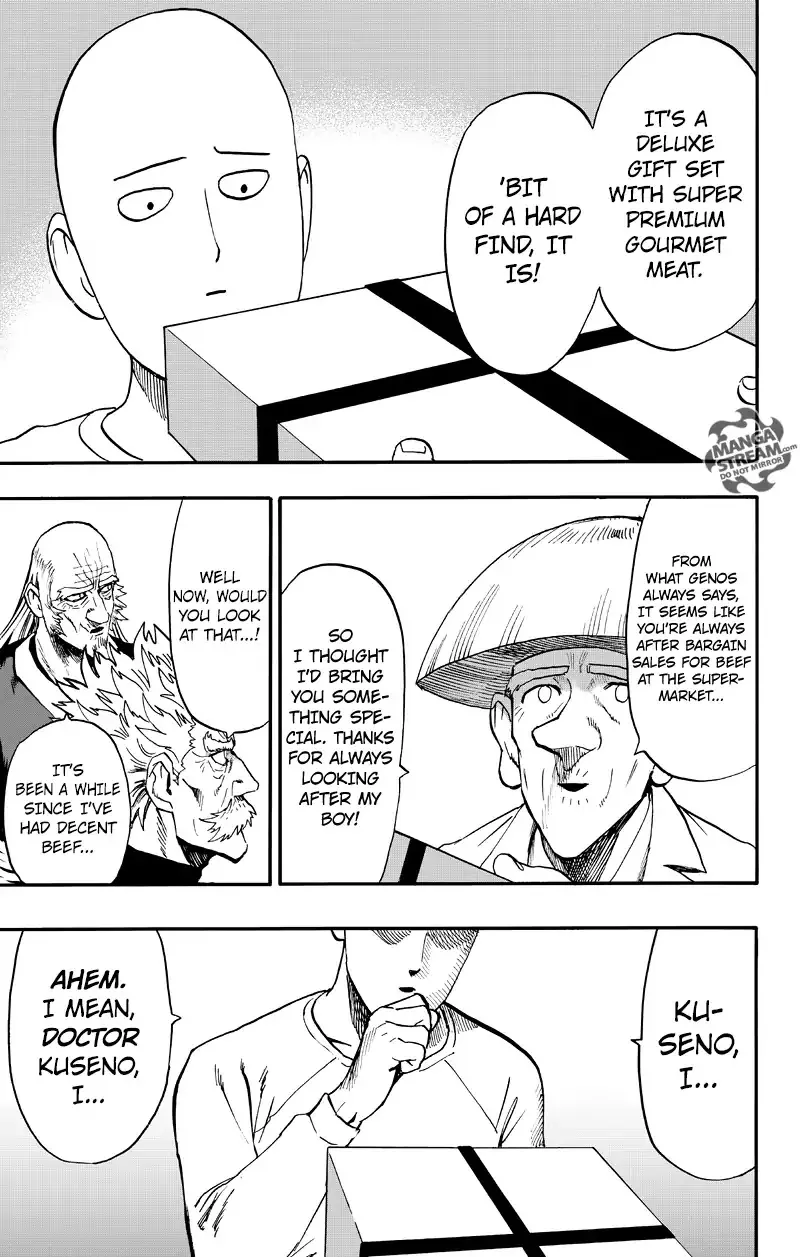 IT'S A
DELUXE
GIFT SET
WITH SUPER
PREMIUM
GOURMET
MEAT.
'BIT
OF A HARD
FIND, IT
IS!
MANGA
STREAM.com
DO NOT MIRROR
FROM
WHAT GENOS
ALWAYS SAYS,
IT SEEMS LIKE
YOU'RE ALWAYS
AFTER BARGAIN
SALES FOR BEEF
AT THE SUPER-
MARKET...
SO
I THOUGHT
I'D BRING
YOU SOME-
THING SPE-
CIAL. THANKS
FOR ALWAYS
LOOKING
AFTER MY
BOY!
WELL
NOW, WOULD
YOU LOOK
AT THAT...!
IT'S
BEEN A WHILE
SINCE I'VE
HAD DECENT
BEEF...
KU-
SENO,
I...
AHEM.
I MEAN,
DOCTOR
KUSENO,
I...